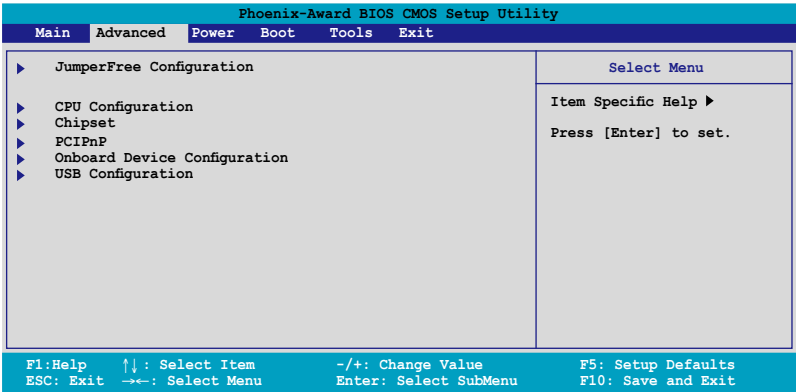 Phoenix-Award BIOS CMOS Setup Utility
Main Advanced Power Boot Tools Exit
JumperFree Configuration
CPU Configuration
Chipset
PCIPnP
Onboard Device Configuration
USB Configuration
Select Menu
Item Specific Help ▶
Press [Enter] to set.
F1:Help ↑↓: Select Item -/+: Change Value F5: Setup Defaults
ESC: Exit →←: Select Menu Enter: Select SubMenu F10: Save and Exit